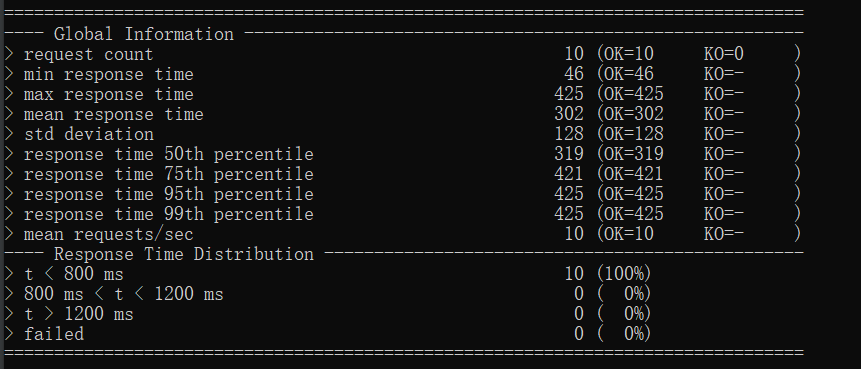 ================================================================================
---- Global Information --------------------------------------------------------
> request count                                         10 (OK=10     KO=0     )
> min response time                                     46 (OK=46     KO=-     )
> max response time                                    425 (OK=425    KO=-     )
> mean response time                                   302 (OK=302    KO=-     )
> std deviation                                        128 (OK=128    KO=-     )
> response time 50th percentile                        319 (OK=319    KO=-     )
> response time 75th percentile                        421 (OK=421    KO=-     )
> response time 95th percentile                        425 (OK=425    KO=-     )
> response time 99th percentile                        425 (OK=425    KO=-     )
> mean requests/sec                                     10 (OK=10     KO=-     )
---- Response Time Distribution ------------------------------------------------
> t < 800 ms                                            10 (100%)
> 800 ms < t < 1200 ms                                   0 (  0%)
> t > 1200 ms                                            0 (  0%)
> failed                                                 0 (  0%)
================================================================================